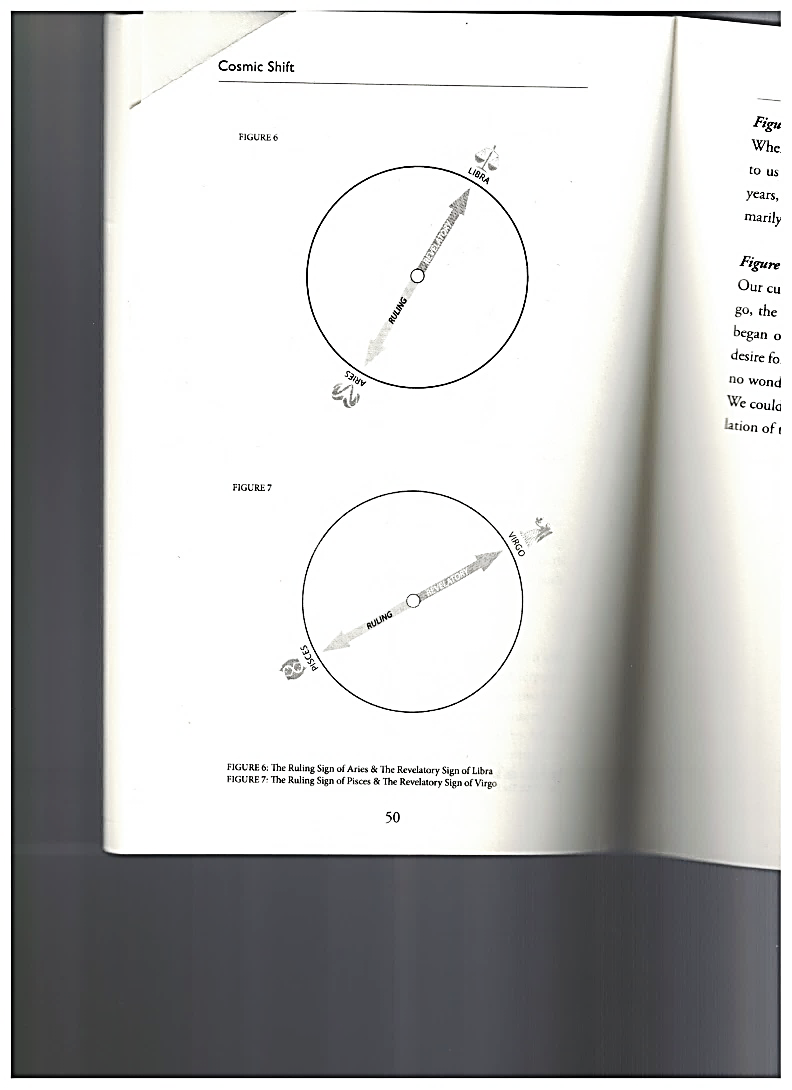 Cosmic Shift
FIGURE 6
LIBRA
REVELATORY
RULING
ARIES
FIGURE 7
VIRGO
REVELATORY
RULING
PISCES
FIGURE 6: The Ruling Sign of Aries & The Revelatory Sign of Libra
FIGURE 7: The Ruling Sign of Pisces & The Revelatory Sign of Virgo
50
Figu
Whe
to us
years,
marily
Figure
Our cu
go, the
began o
desire fo
no wond
We could
lation of t